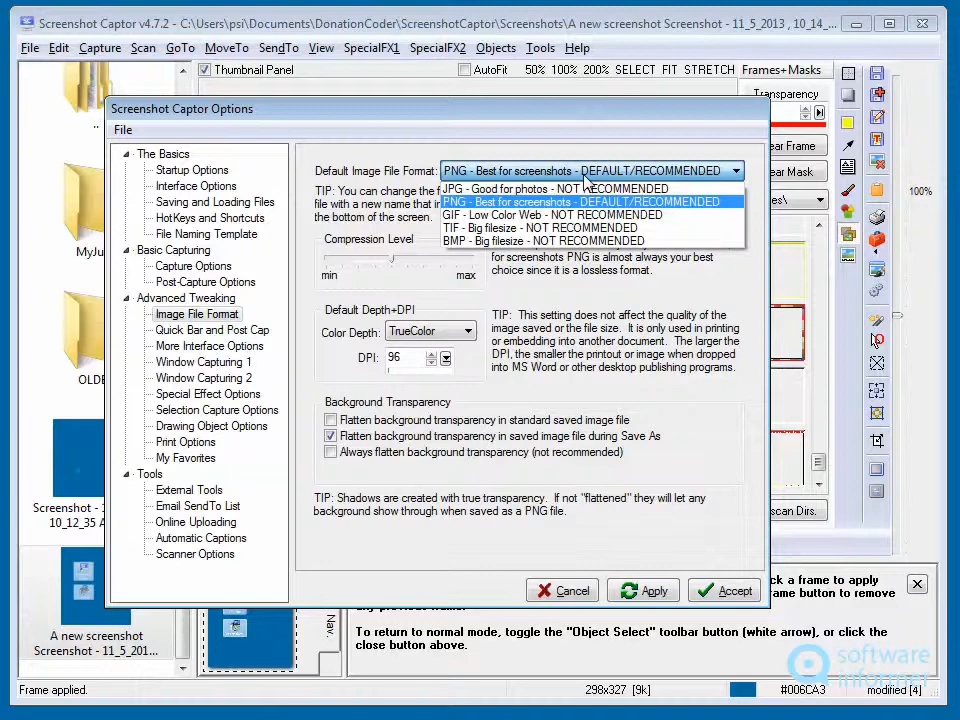 Screenshot Captor v4.7.2 - C:\Users\psi\Documents\DonationCoder\ScreenshotCaptor\Screenshots\A new screenshot Screenshot - 11_5_2013 , 10_14_...
File Edit Capture Scan GoTo MoveTo SendTo View SpecialFX1 SpecialFX2 Objects Tools Help
Thumbnail Panel AutoFit 50% 100% 200% SELECT FIT STRETCH Frames+Masks
Transparency
..
MyJu
OLDE
Screenshot -
10_12_35 A
A new screenshot
Screenshot - 11_5_201...
Screenshot Captor Options
File
The Basics
Startup Options
Interface Options
Saving and Loading Files
HotKeys and Shortcuts
File Naming Template
Basic Capturing
Capture Options
Post-Capture Options
Advanced Tweaking
Image File Format
Quick Bar and Post Cap
More Interface Options
Window Capturing 1
Window Capturing 2
Special Effect Options
Selection Capture Options
Drawing Object Options
Print Options
My Favorites
Tools
External Tools
Email SendTo List
Online Uploading
Automatic Captions
Scanner Options
Default Image File Format: PNG - Best for screenshots - DEFAULT/RECOMMENDED
JPG - Good for photos - NOT RECOMMENDED
PNG - Best for screenshots - DEFAULT/RECOMMENDED
GIF - Low Color Web - NOT RECOMMENDED
TIF - Big filesize - NOT RECOMMENDED
BMP - Big filesize - NOT RECOMMENDED
TIP: You can change the f
file with a new name that in
the bottom of the screen.
Compression Level
min max
for screenshots PNG is almost always your best
choice since it is a lossless format.
Default Depth+DPI
Color Depth: TrueColor
DPI: 96
TIP: This setting does not affect the quality of the
image saved or the file size. It is only used in printing
or embedding into another document. The larger the
DPI, the smaller the printout or image when dropped
into MS Word or other desktop publishing programs.
Background Transparency
Flatten background transparency in standard saved image file
Flatten background transparency in saved image file during Save As
Always flatten background transparency (not recommended)
TIP: Shadows are created with true transparency. If not "flattened" they will let any
background show through when saved as a PNG file.
Cancel Apply Accept
ear Frame
ear Mask
es\
100%
scan Dirs.
Nav.
ck a frame to apply
rame button to remove
To return to normal mode, toggle the "Object Select" toolbar button (white arrow), or click the
close button above.
software
informer
Frame applied. 298x327 [9k] #006CA3 modified [4]